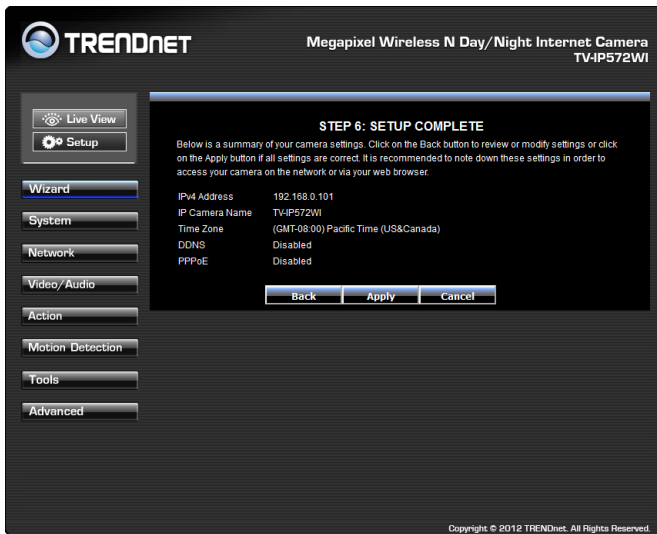 TRENDNET
Megapixel Wireless N Day/Night Internet Camera
TV-IP572WI
Live View
Setup
Wizard
System
Network
Video/Audio
Action
Motion Detection
Tools
Advanced
STEP 6: SETUP COMPLETE
Below is a summary of your camera settings. Click on the Back button to review or modify settings or click
on the Apply button if all settings are correct. It is recommended to note down these settings in order to
access your camera on the network or via your web browser.
IPv4 Address 192.168.0.101
IP Camera Name TV-IP572WI
Time Zone (GMT-08:00) Pacific Time (US&Canada)
DDNS Disabled
PPPoE Disabled
Back Apply Cancel
Copyright © 2012 TRENDnet. All Rights Reserved.